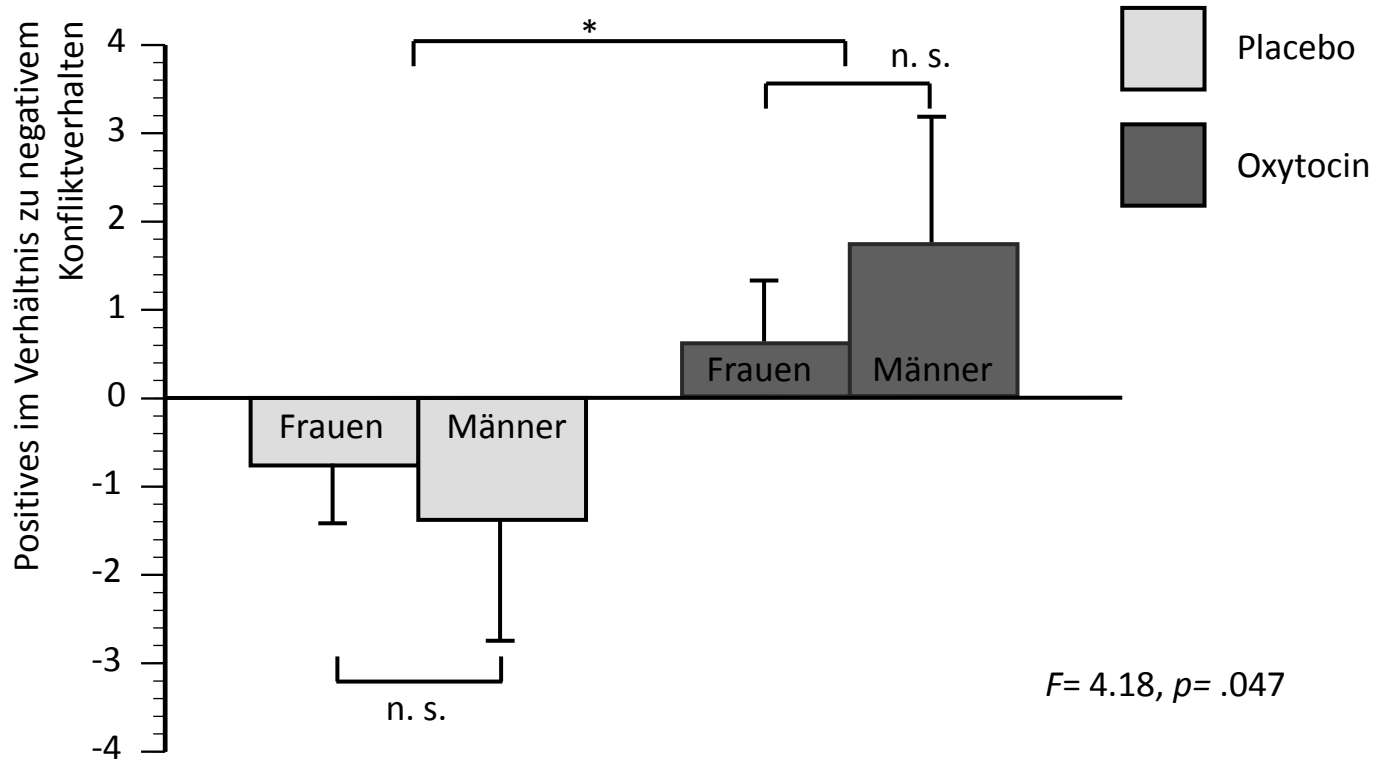 Positives im Verhältnis zu negativem
Konfliktverhalten
4
3
2
1
0
-1
-2
-3
-4
*
n. s.
Placebo
Oxytocin
Frauen
Männer
Frauen
Männer
n. s.
F= 4.18, p= .047